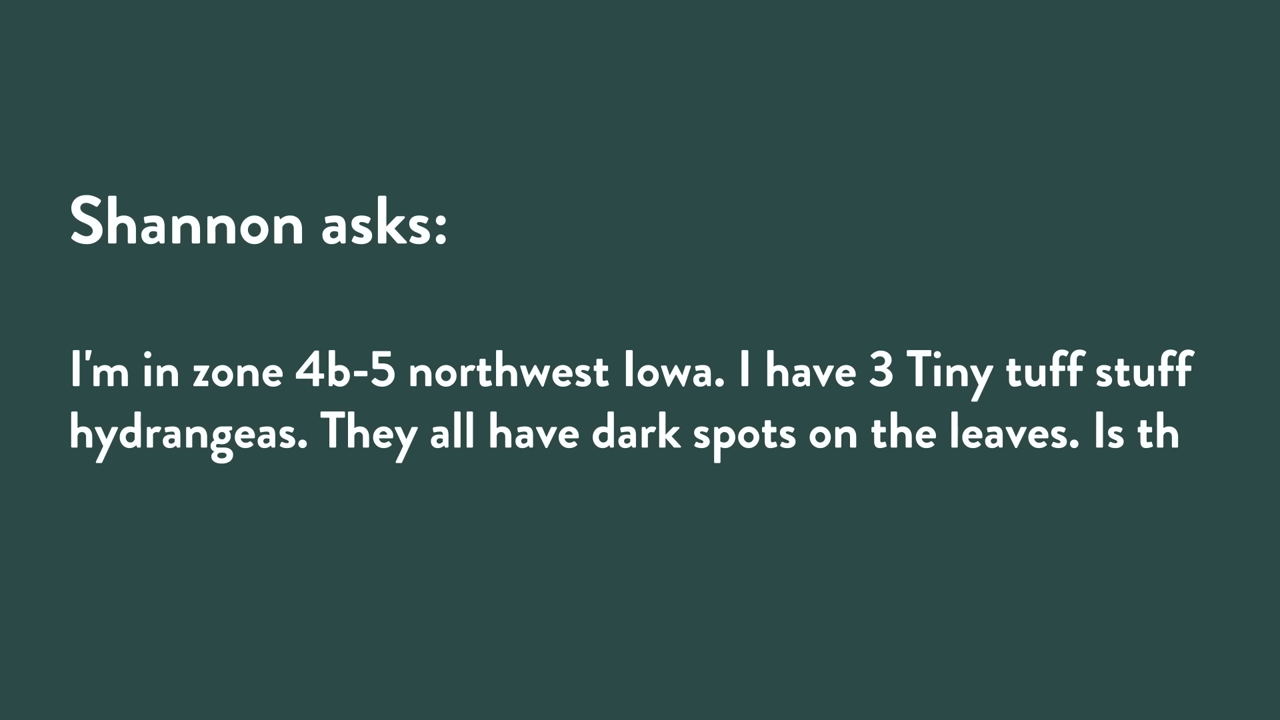 Shannon asks:
I'm in zone 4b-5 northwest Iowa. I have 3 Tiny tuff stuff
hydrangeas. They all have dark spots on the leaves. Is th